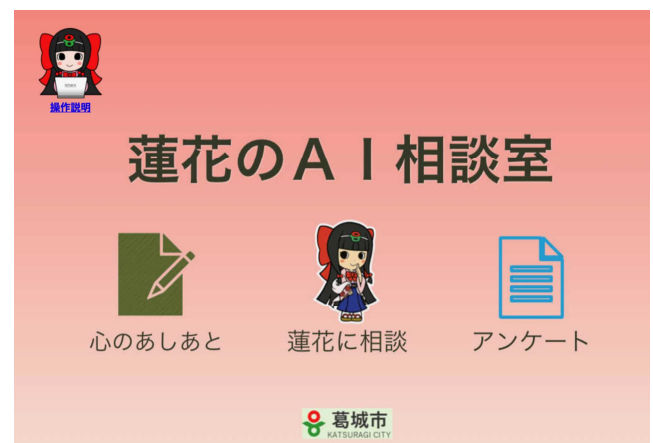 操作説明
蓮花のAI相談室
心のあしあと
蓮花に相談
アンケート
葛城市
KATSURAGI CITY